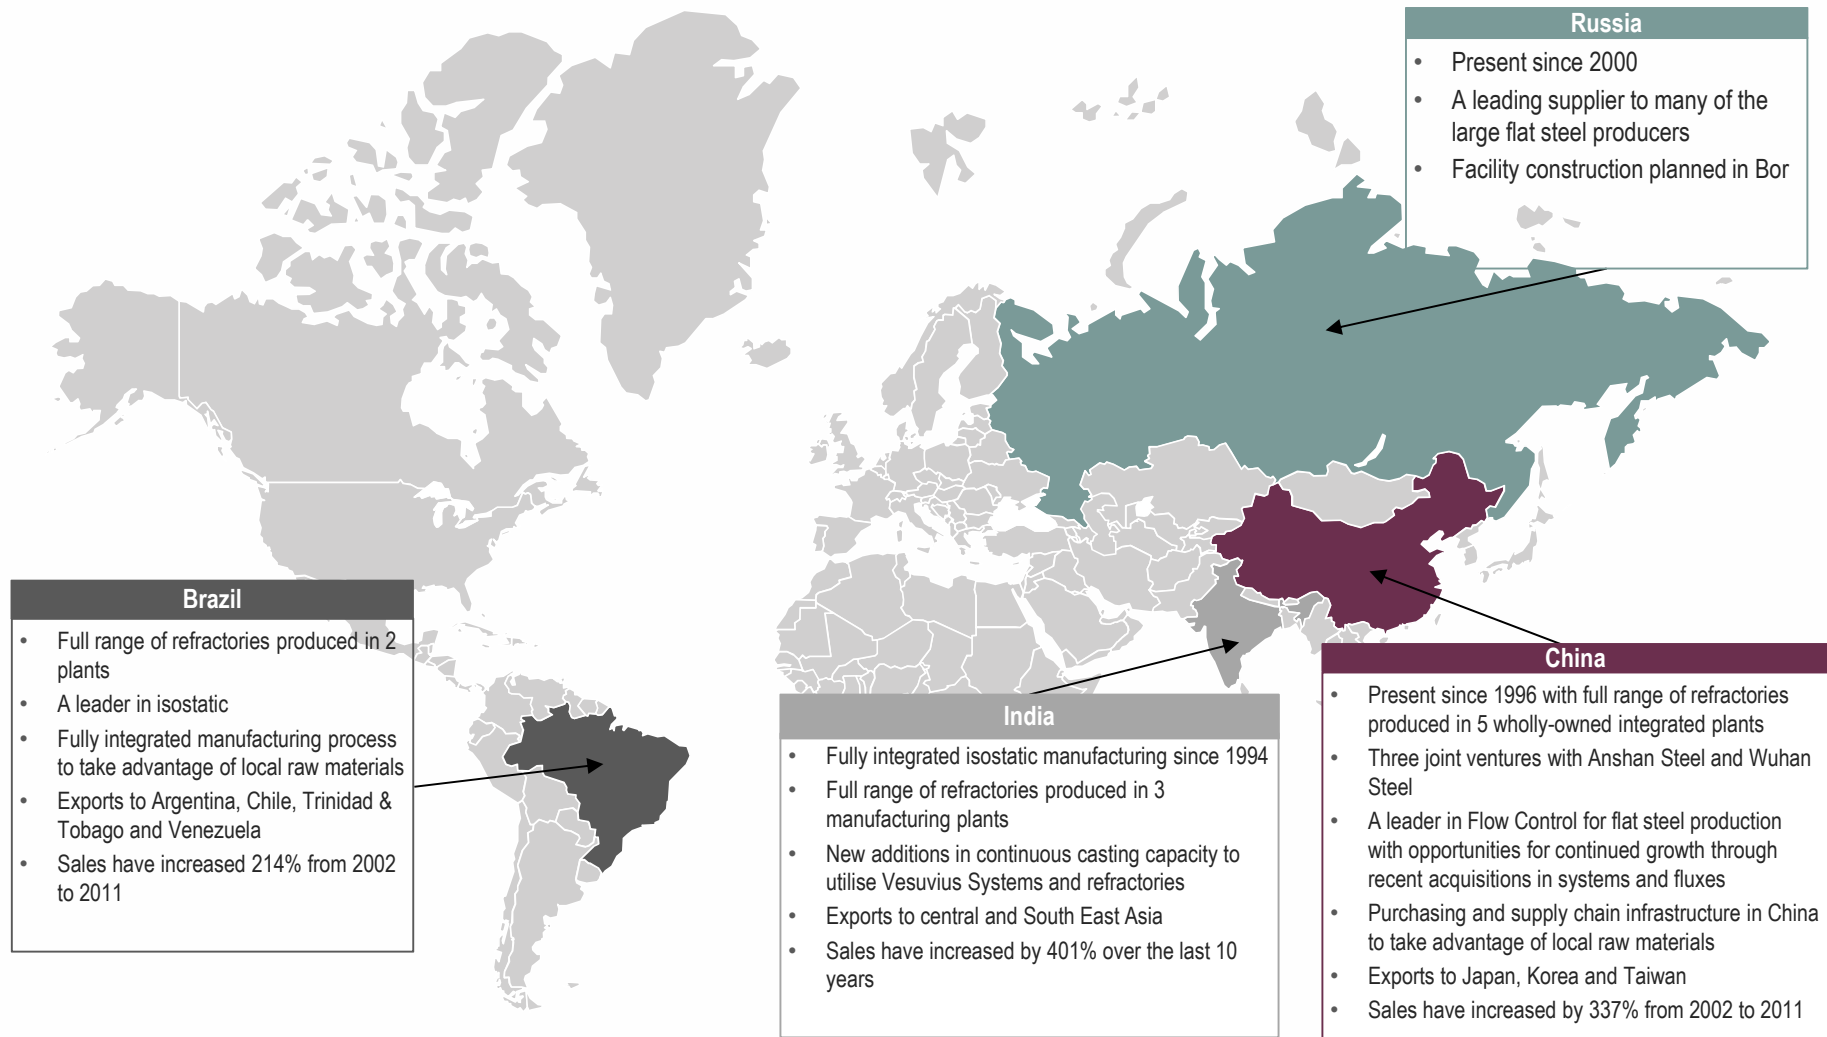 Russia
• Present since 2000
• A leading supplier to many of the
large flat steel producers
• Facility construction planned in Bor
Brazil
• Full range of refractories produced in 2
plants
• A leader in isostatic
• Fully integrated manufacturing process
to take advantage of local raw materials
• Exports to Argentina, Chile, Trinidad &
Tobago and Venezuela
• Sales have increased 214% from 2002
to 2011
India
• Fully integrated isostatic manufacturing since 1994
• Full range of refractories produced in 3
manufacturing plants
• New additions in continuous casting capacity to
utilise Vesuvius Systems and refractories
• Exports to central and South East Asia
• Sales have increased by 401% over the last 10
years
China
• Present since 1996 with full range of refractories
produced in 5 wholly-owned integrated plants
• Three joint ventures with Anshan Steel and Wuhan
Steel
• A leader in Flow Control for flat steel production
with opportunities for continued growth through
recent acquisitions in systems and fluxes
• Purchasing and supply chain infrastructure in China
to take advantage of local raw materials
• Exports to Japan, Korea and Taiwan
• Sales have increased by 337% from 2002 to 2011